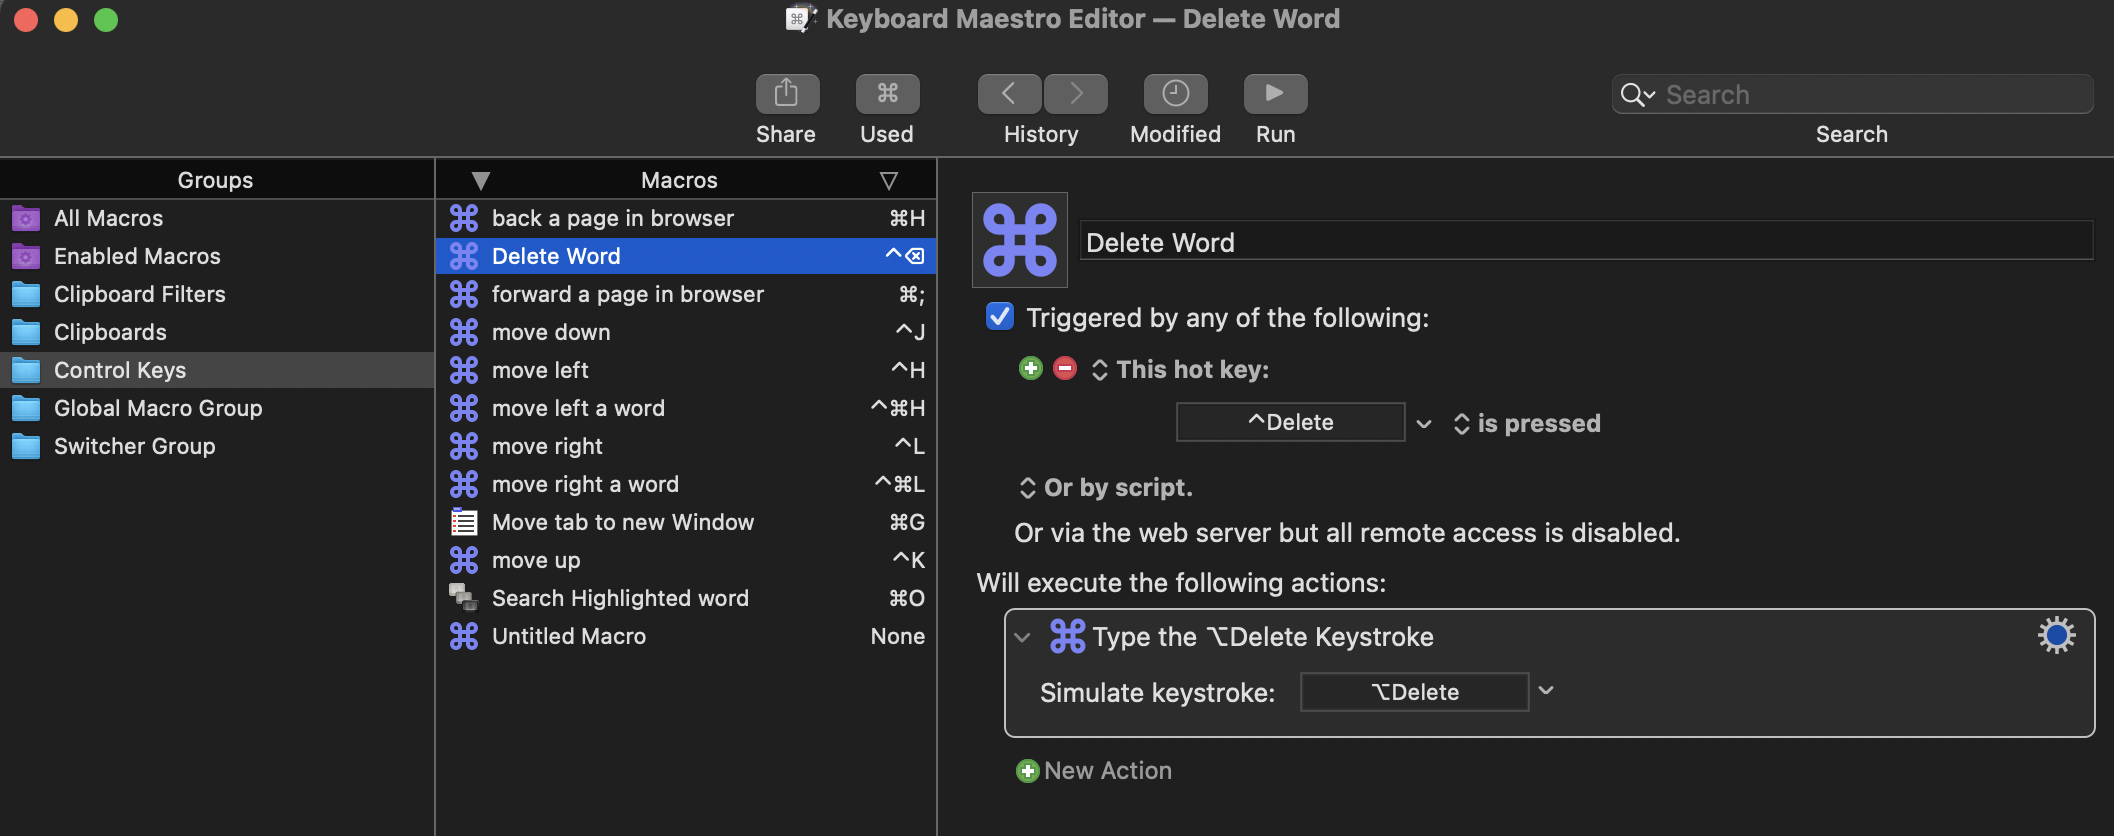 Keyboard Maestro Editor — Delete Word
Share
Used
History
Modified
Run
Search
Search
Groups
All Macros
Enabled Macros
Clipboard Filters
Clipboards
Control Keys
Global Macro Group
Switcher Group
Macros
back a page in browser ⌘H
Delete Word ^⌫
forward a page in browser ⌘;
move down ^J
move left ^H
move left a word ^⌘H
move right ^L
move right a word ^⌘L
Move tab to new Window ⌘G
move up ^K
Search Highlighted word ⌘O
Untitled Macro None
Delete Word
Triggered by any of the following:
This hot key:
^Delete is pressed
Or by script.
Or via the web server but all remote access is disabled.
Will execute the following actions:
Type the ⌥Delete Keystroke
Simulate keystroke: ⌥Delete
New Action